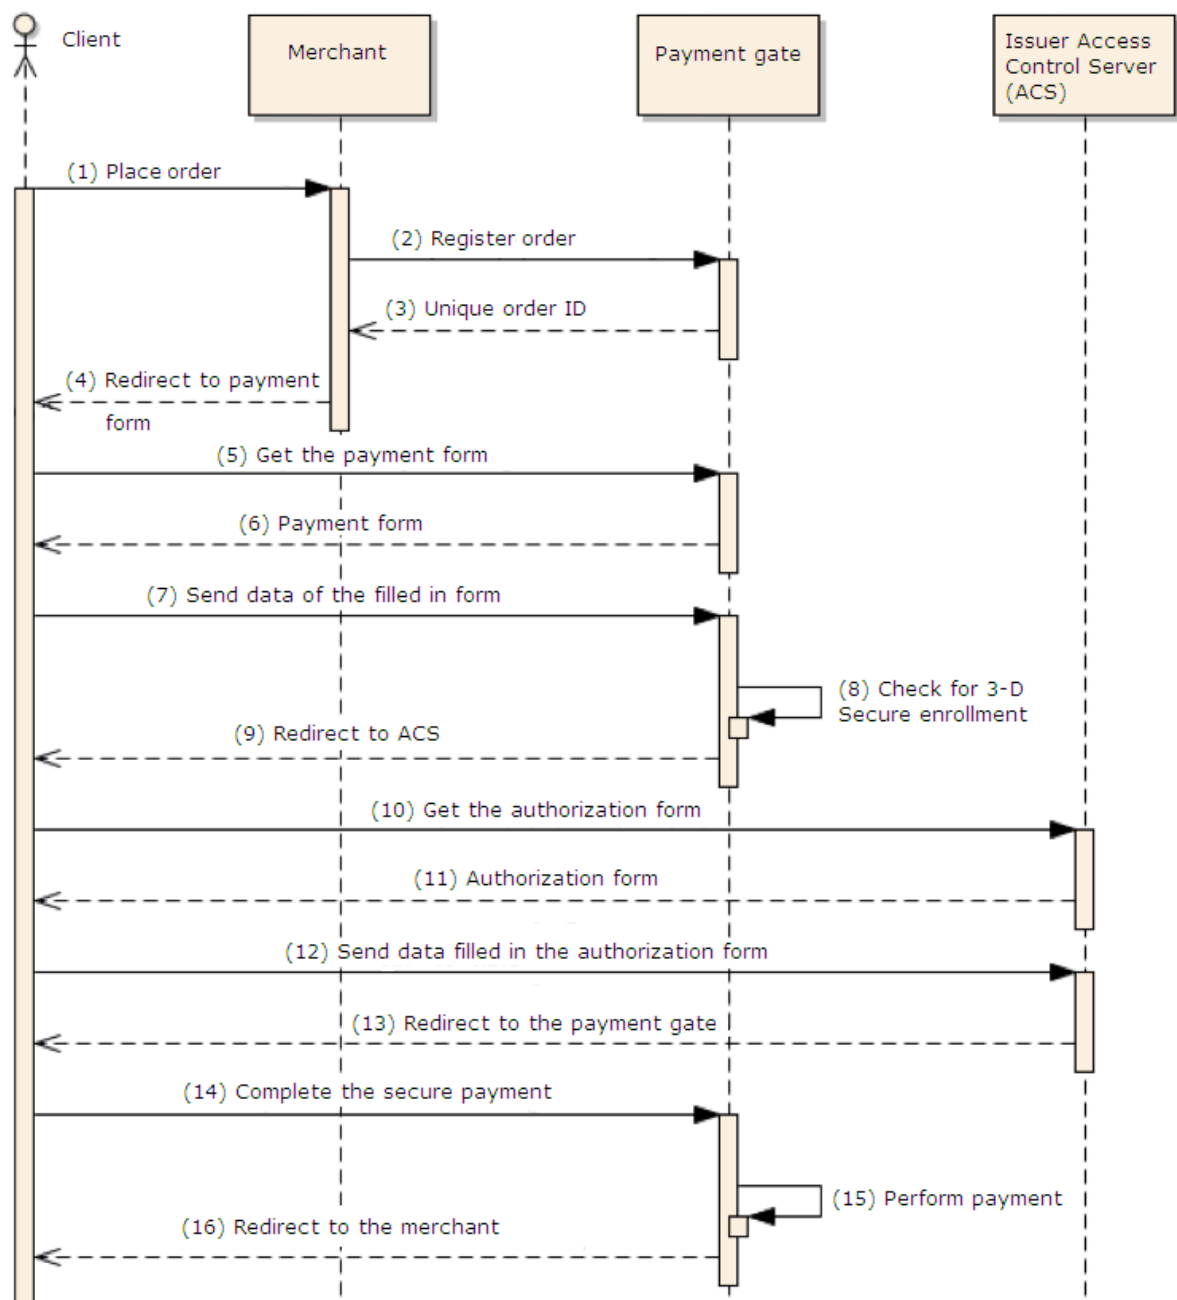 Client
Merchant
Payment gate
Issuer Access
Control Server
(ACS)
(1) Place order
(2) Register order
(3) Unique order ID
(4) Redirect to payment
form
(5) Get the payment form
(6) Payment form
(7) Send data of the filled in form
(8) Check for 3-D
Secure enrollment
(9) Redirect to ACS
(10) Get the authorization form
(11) Authorization form
(12) Send data filled in the authorization form
(13) Redirect to the payment gate
(14) Complete the secure payment
(15) Perform payment
(16) Redirect to the merchant